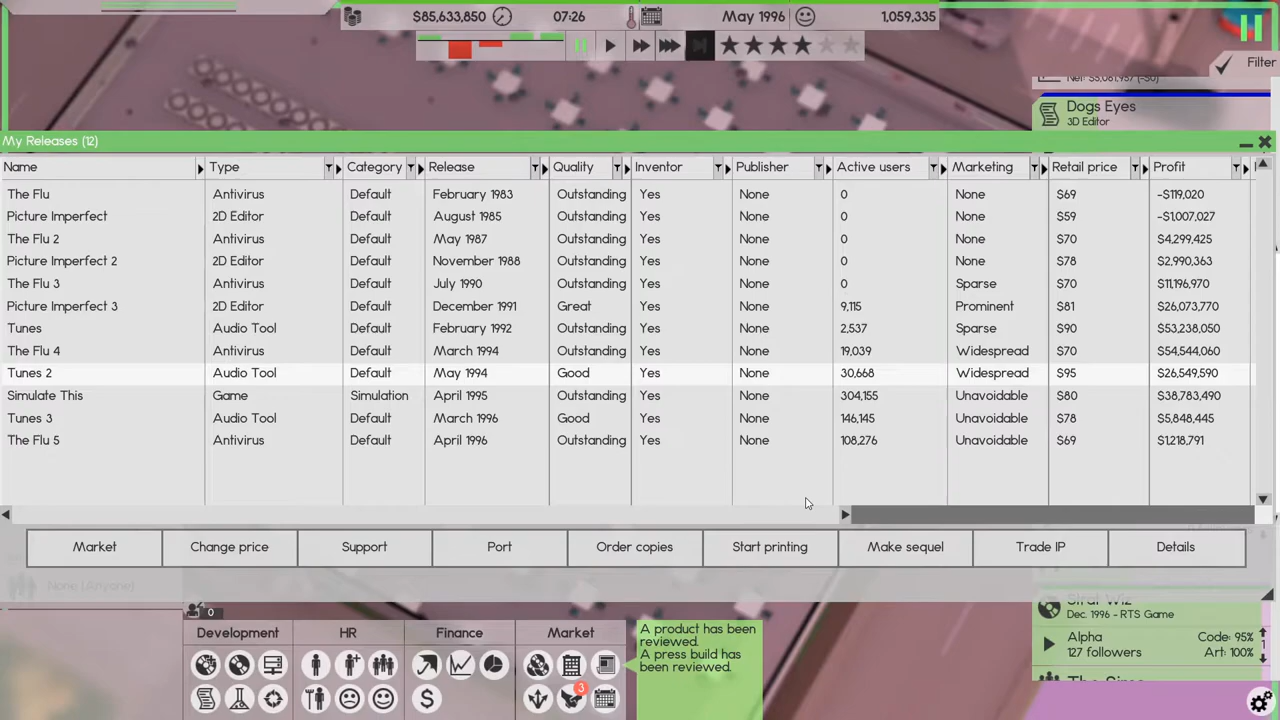 $85,633,850 07:26 May 1996 1,059,335
Filter
Dogs Eyes
3D Editor
My Releases (12)
Name Type Category Release Quality Inventor Publisher Active users Marketing Retail price Profit
The Flu Antivirus Default February 1983 Outstanding Yes None 0 None $69 -$119,020
Picture Imperfect 2D Editor Default August 1985 Outstanding Yes None 0 None $59 -$1,007,027
The Flu 2 Antivirus Default May 1987 Outstanding Yes None 0 None $70 $4,299,425
Picture Imperfect 2 2D Editor Default November 1988 Outstanding Yes None 0 None $78 $2,990,363
The Flu 3 Antivirus Default July 1990 Outstanding Yes None 0 Sparse $70 $11,196,970
Picture Imperfect 3 2D Editor Default December 1991 Great Yes None 9,115 Prominent $81 $26,073,770
Tunes Audio Tool Default February 1992 Outstanding Yes None 2,537 Sparse $90 $53,238,050
The Flu 4 Antivirus Default March 1994 Outstanding Yes None 19,039 Widespread $70 $54,544,060
Tunes 2 Audio Tool Default May 1994 Good Yes None 30,668 Widespread $95 $26,549,590
Simulate This Game Simulation April 1995 Outstanding Yes None 304,155 Unavoidable $80 $38,783,490
Tunes 3 Audio Tool Default March 1996 Good Yes None 146,145 Unavoidable $78 $5,848,445
The Flu 5 Antivirus Default April 1996 Outstanding Yes None 108,276 Unavoidable $69 $1,218,791
Market Change price Support Port Order copies Start printing Make sequel Trade IP Details
None (Anyone)
0
Strat Wiz
Dec. 1996 - RTS Game
Alpha Code: 95%
127 followers Art: 100%
1
Development HR Finance Market
A product has been
reviewed.
A press build has
been reviewed.
3